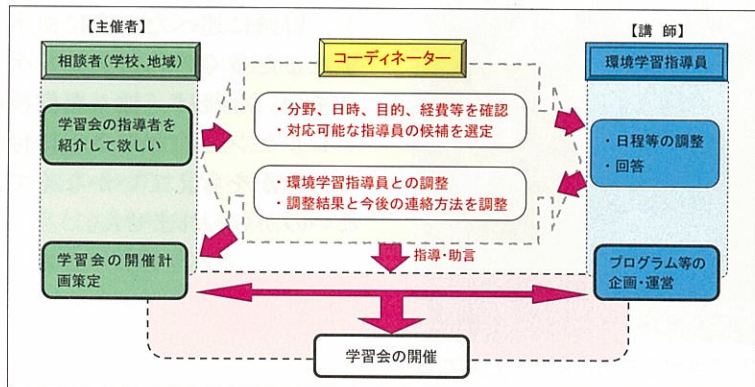 【主催者】
【講　師】
相談者（学校、地域）
コーディネーター
環境学習指導員
学習会の指導者を
紹介して欲しい
・分野、日時、目的、経費等を確認
・対応可能な指導員の候補を選定
・日程等の調整
・回答
・環境学習指導員との調整
・調整結果と今後の連絡方法を調整
学習会の開催計
画策定
指導・助言
プログラム等の
企画・運営
学習会の開催